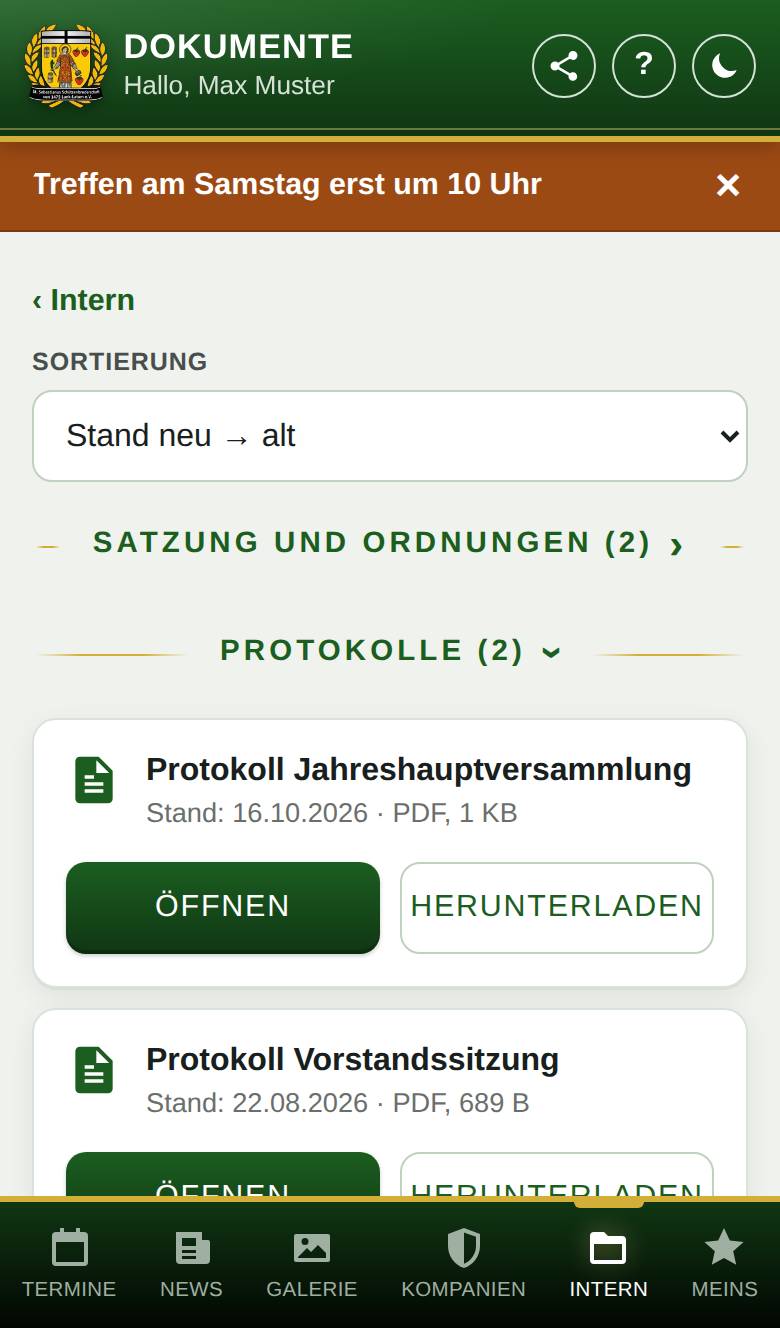 DOKUMENTE
Hallo, Max Muster
?
Treffen am Samstag erst um 10 Uhr
×
‹ Intern
SORTIERUNG
Stand neu → alt
SATZUNG UND ORDNUNGEN (2) ›
PROTOKOLLE (2)
Protokoll Jahreshauptversammlung
Stand: 16.10.2026 · PDF, 1 KB
ÖFFNEN HERUNTERLADEN
Protokoll Vorstandssitzung
Stand: 22.08.2026 · PDF, 689 B
ÖFFNEN HERUNTERLADEN
TERMINE NEWS GALERIE KOMPANIEN INTERN MEINS